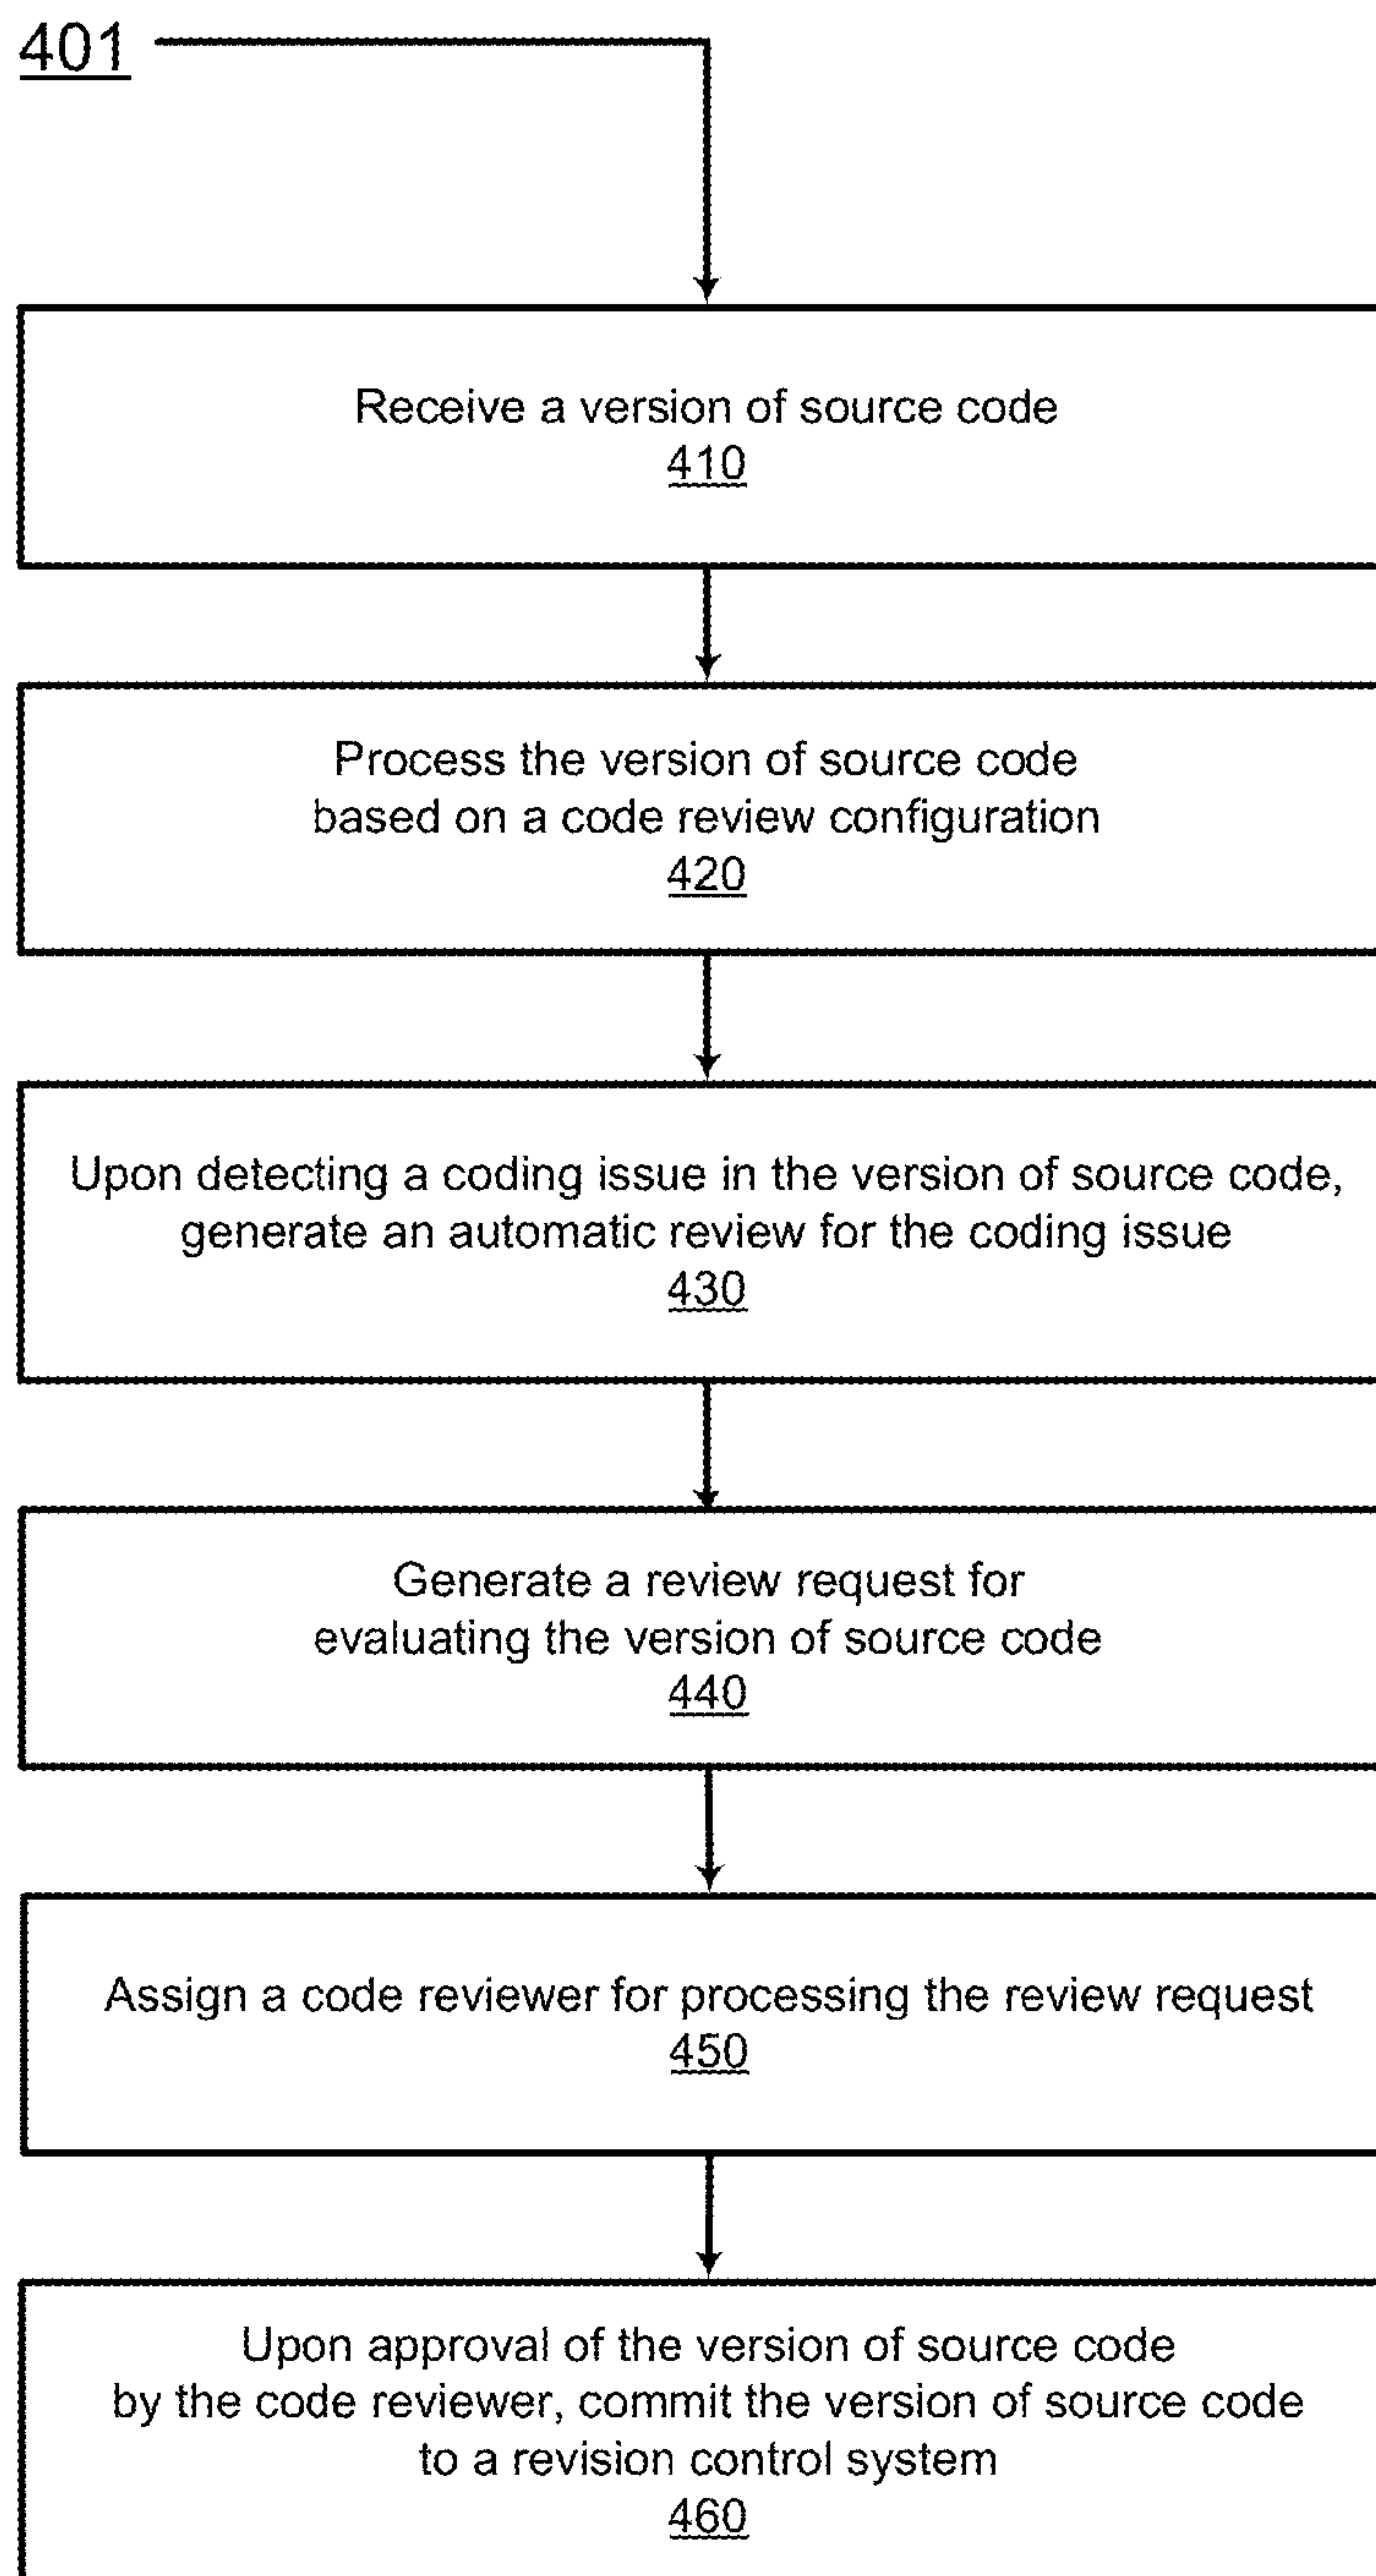 401
Receive a version of source code
410
Process the version of source code
based on a code review configuration
420
Upon detecting a coding issue in the version of source code,
generate an automatic review for the coding issue
430
Generate a review request for
evaluating the version of source code
440
Assign a code reviewer for processing the review request
450
Upon approval of the version of source code
by the code reviewer, commit the version of source code
to a revision control system
460